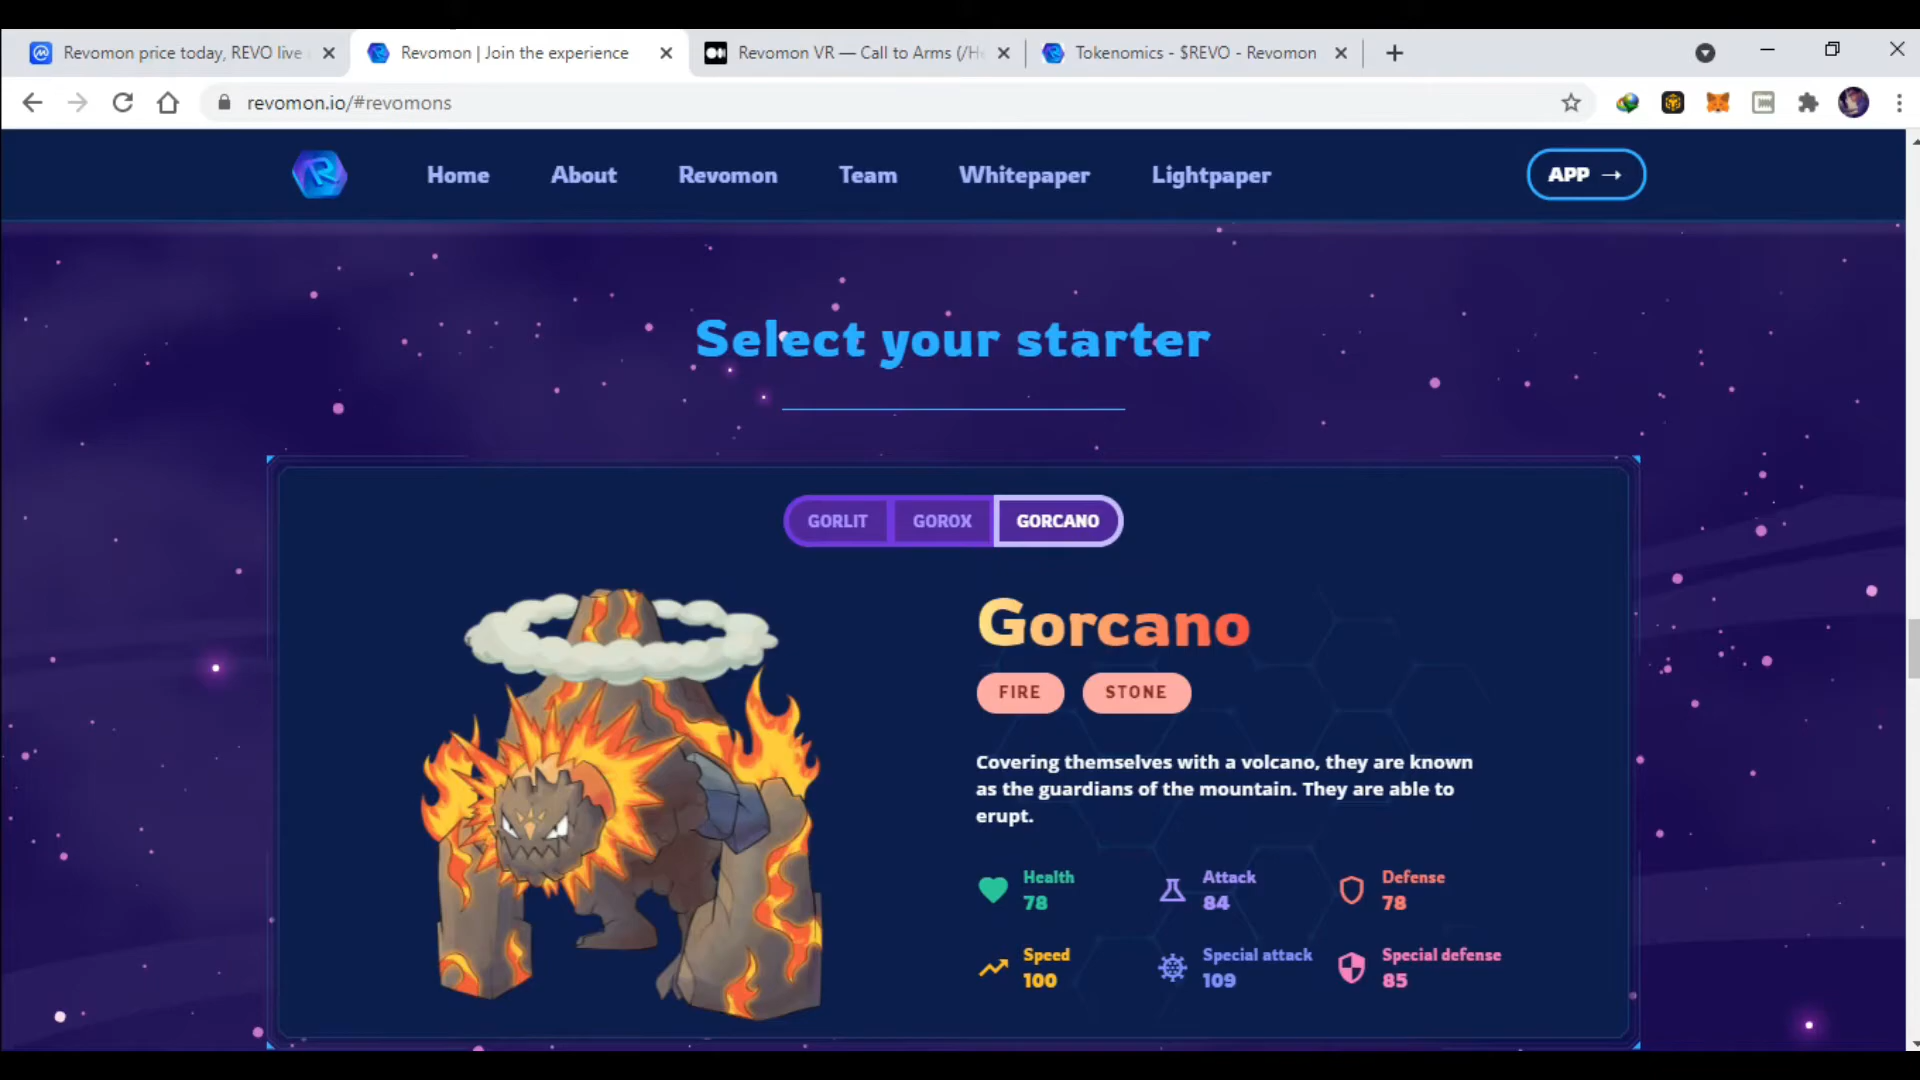 Revomon price today, REVO live
Revomon | Join the experience
Revomon VR — Call to Arms (/H
Tokenomics - $REVO - Revomon
revomon.io/#revomons
Home
About
Revomon
Team
Whitepaper
Lightpaper
APP →
Select your starter
GORLIT
GOROX
GORCANO
Gorcano
FIRE
STONE
Covering themselves with a volcano, they are known
as the guardians of the mountain. They are able to
erupt.
Health
78
Attack
84
Defense
78
Speed
100
Special attack
109
Special defense
85